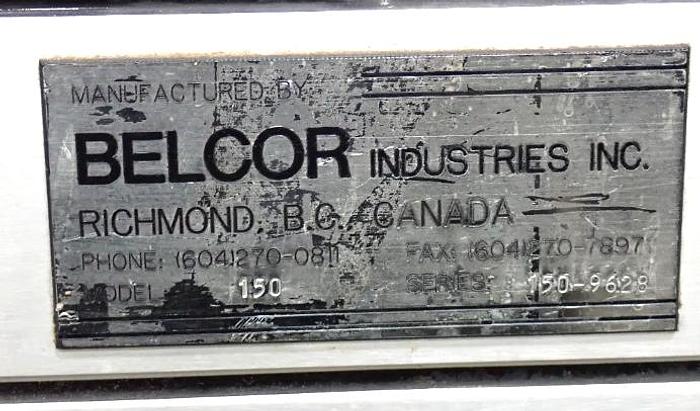 MANUFACTURED BY
BELCOR INDUSTRIES INC.
RICHMOND, B.C. CANADA
PHONE: (604)270-0811 FAX: (604)270-7897
MODEL 150 SERIES: 150-9628